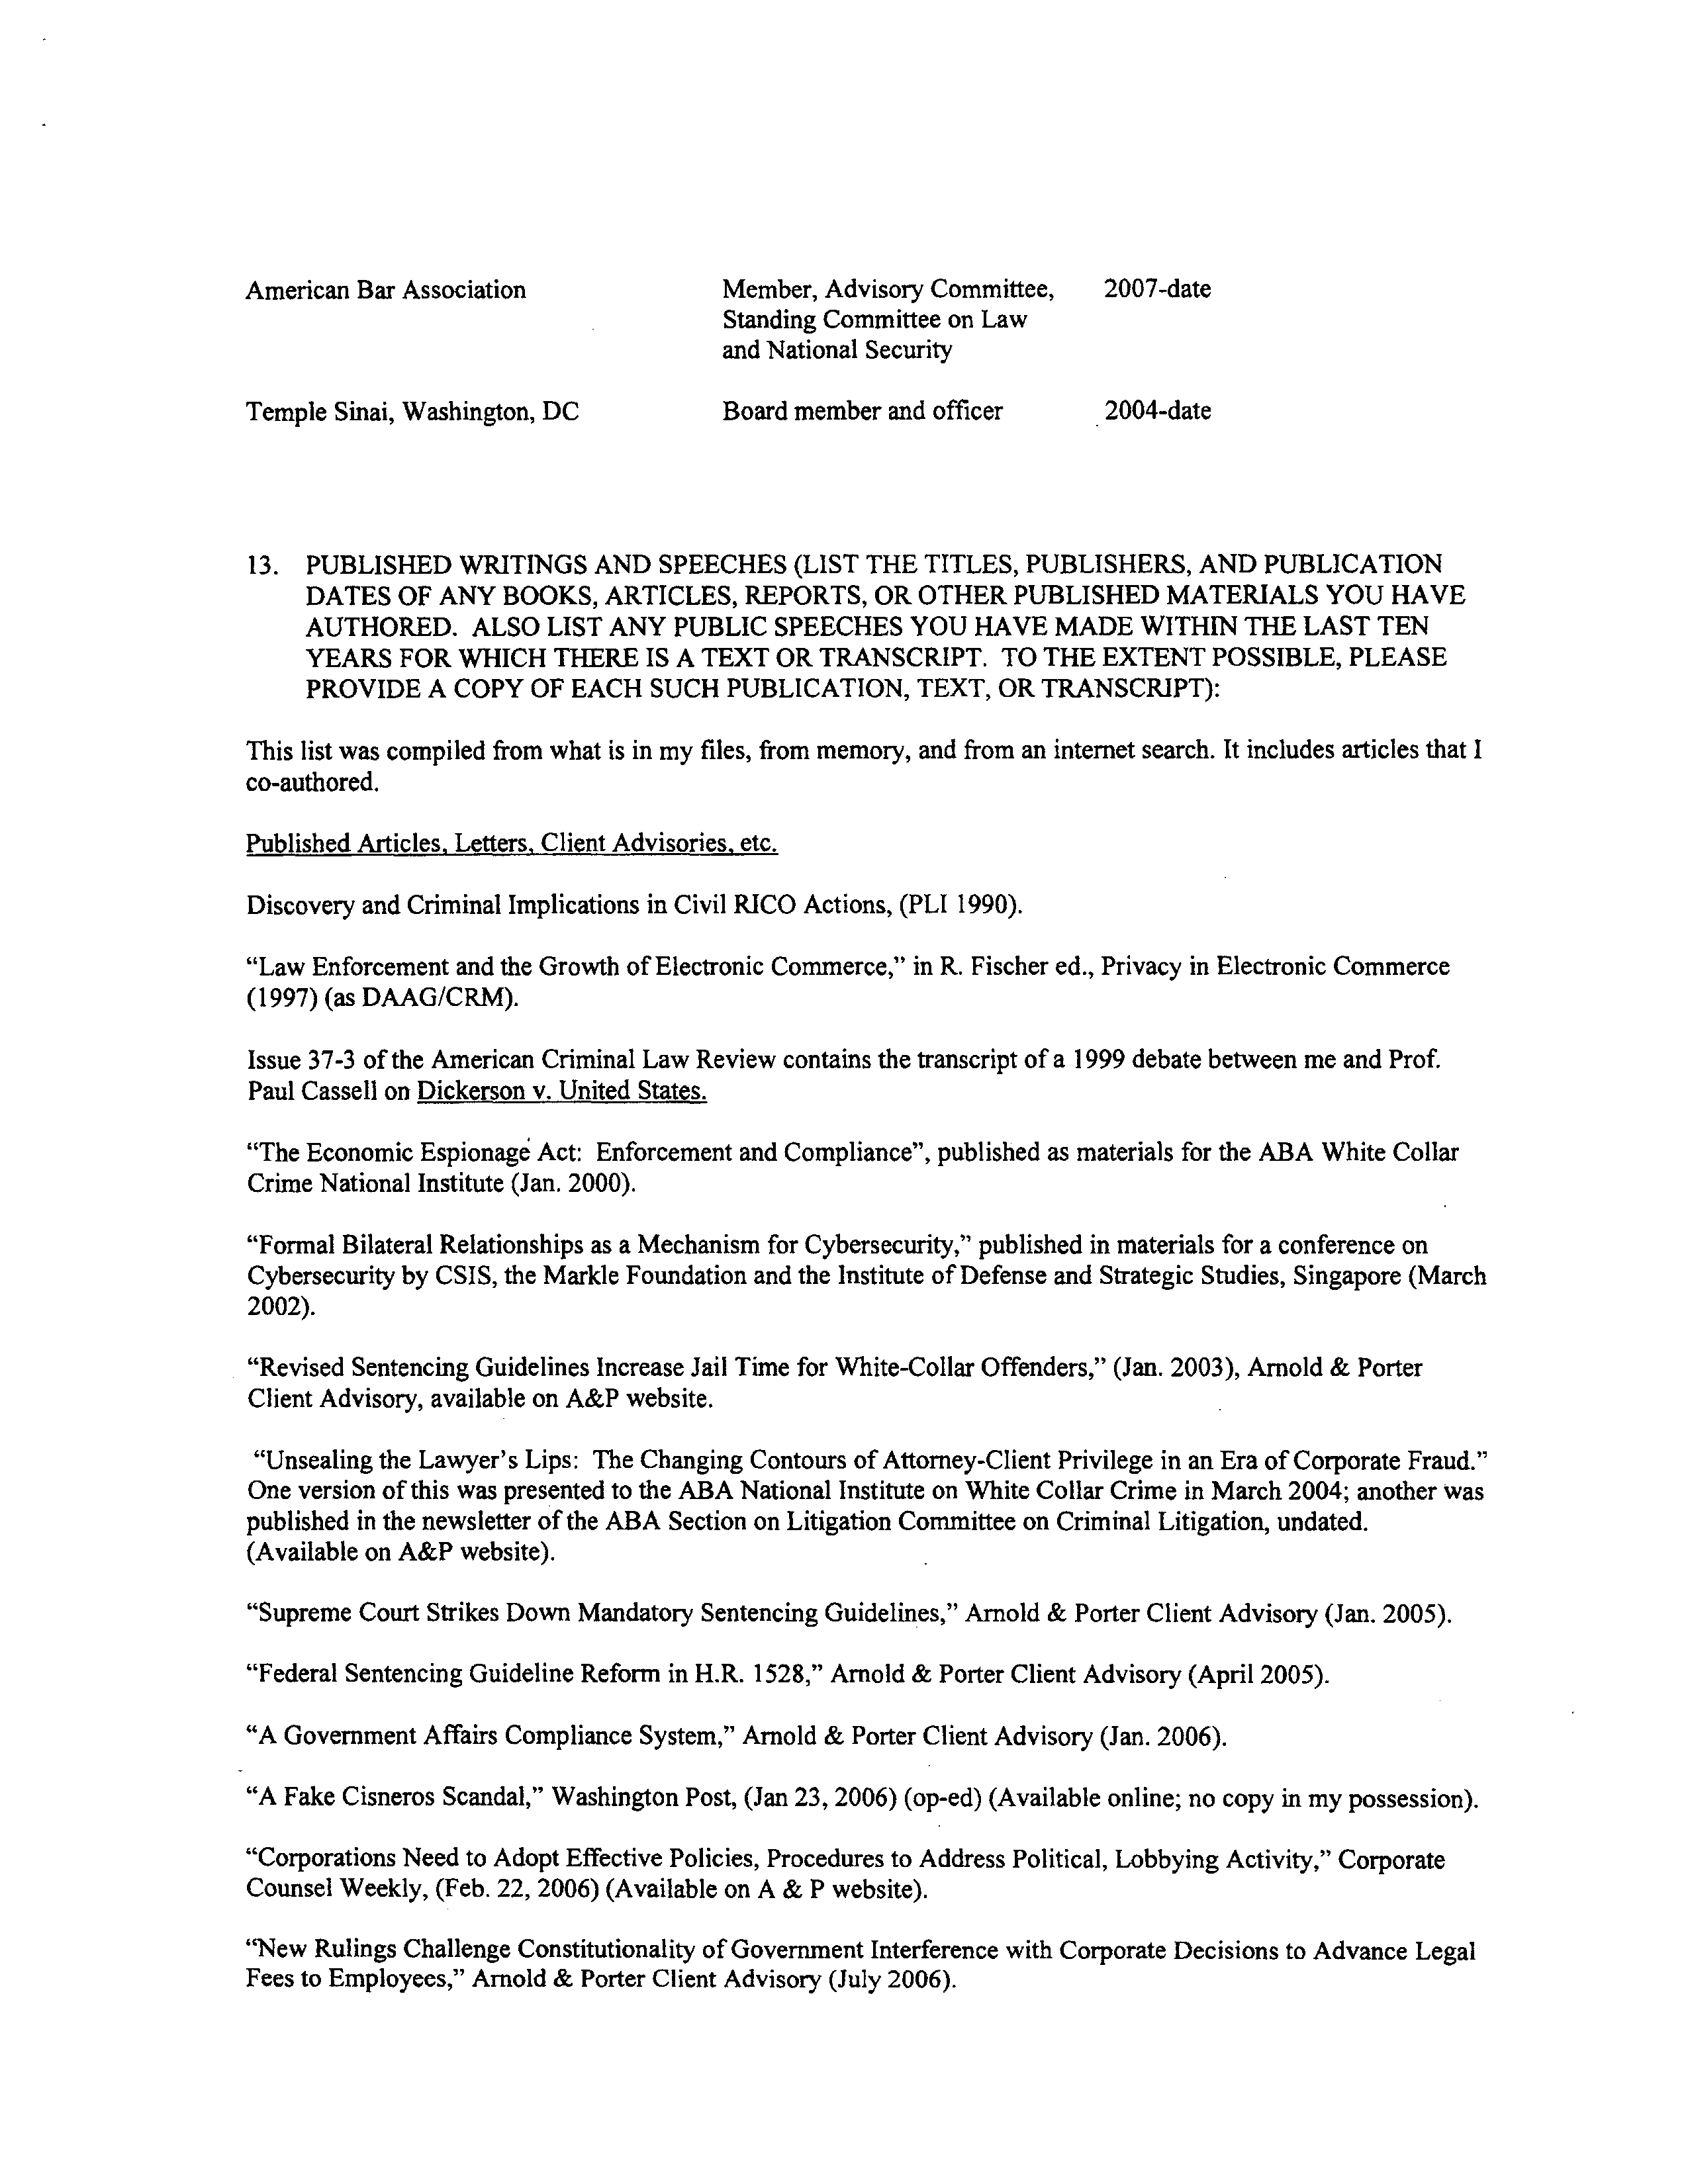 American Bar Association Member, Advisory Committee, 2007-date
Standing Committee on Law
and National Security
Temple Sinai, Washington, DC Board member and officer 2004-date
13. PUBLISHED WRITINGS AND SPEECHES (LIST THE TITLES, PUBLISHERS, AND PUBLICATION
DATES OF ANY BOOKS, ARTICLES, REPORTS, OR OTHER PUBLISHED MATERIALS YOU HAVE
AUTHORED. ALSO LIST ANY PUBLIC SPEECHES YOU HAVE MADE WITHIN THE LAST TEN
YEARS FOR WHICH THERE IS A TEXT OR TRANSCRIPT. TO THE EXTENT POSSIBLE, PLEASE
PROVIDE A COPY OF EACH SUCH PUBLICATION, TEXT, OR TRANSCRIPT):
This list was compiled from what is in my files, from memory, and from an internet search. It includes articles that I
co-authored.
Published Articles, Letters, Client Advisories, etc.
Discovery and Criminal Implications in Civil RICO Actions, (PLI 1990).
“Law Enforcement and the Growth of Electronic Commerce,” in R. Fischer ed., Privacy in Electronic Commerce
(1997) (as DAAG/CRM).
Issue 37-3 of the American Criminal Law Review contains the transcript of a 1999 debate between me and Prof.
Paul Cassell on Dickerson v. United States.
“The Economic Espionage Act: Enforcement and Compliance”, published as materials for the ABA White Collar
Crime National Institute (Jan. 2000).
“Formal Bilateral Relationships as a Mechanism for Cybersecurity,” published in materials for a conference on
Cybersecurity by CSIS, the Markle Foundation and the Institute of Defense and Strategic Studies, Singapore (March
2002).
“Revised Sentencing Guidelines Increase Jail Time for White-Collar Offenders,” (Jan. 2003), Arnold & Porter
Client Advisory, available on A&P website.
“Unsealing the Lawyer’s Lips: The Changing Contours of Attorney-Client Privilege in an Era of Corporate Fraud.”
One version of this was presented to the ABA National Institute on White Collar Crime in March 2004; another was
published in the newsletter of the ABA Section on Litigation Committee on Criminal Litigation, undated.
(Available on A&P website).
“Supreme Court Strikes Down Mandatory Sentencing Guidelines,” Arnold & Porter Client Advisory (Jan. 2005).
“Federal Sentencing Guideline Reform in H.R. 1528,” Arnold & Porter Client Advisory (April 2005).
“A Government Affairs Compliance System,” Arnold & Porter Client Advisory (Jan. 2006).
“A Fake Cisneros Scandal,” Washington Post, (Jan 23, 2006) (op-ed) (Available online; no copy in my possession).
“Corporations Need to Adopt Effective Policies, Procedures to Address Political, Lobbying Activity,” Corporate
Counsel Weekly, (Feb. 22, 2006) (Available on A & P website).
“New Rulings Challenge Constitutionality of Government Interference with Corporate Decisions to Advance Legal
Fees to Employees,” Arnold & Porter Client Advisory (July 2006).